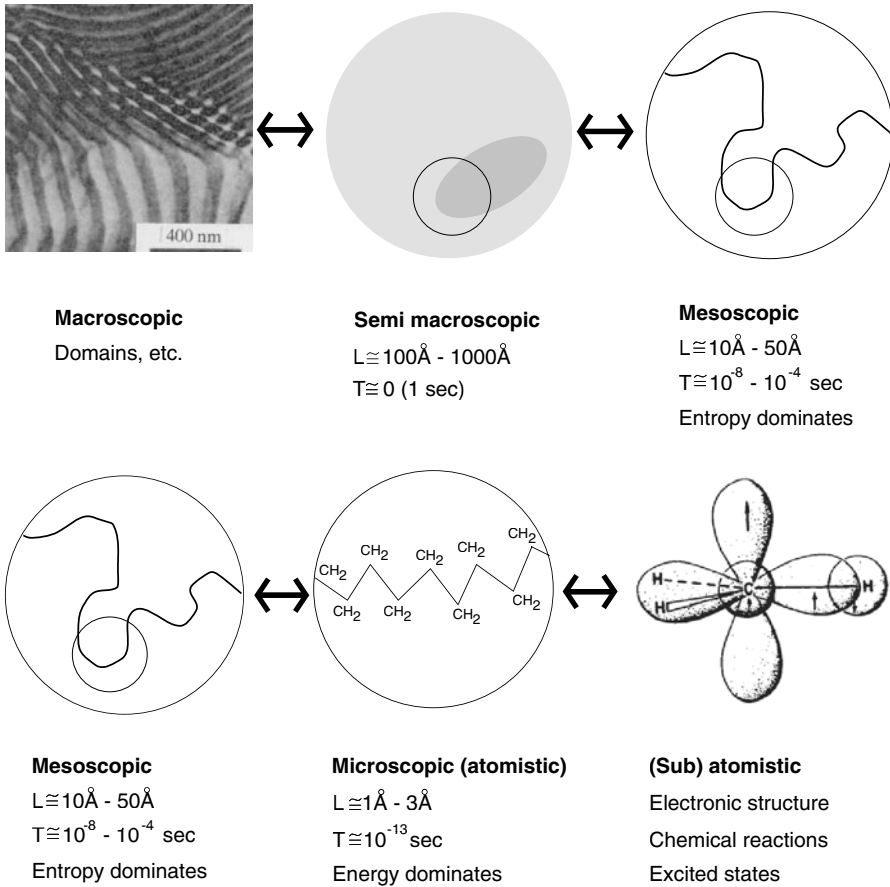 400 nm
Macroscopic
Domains, etc.
Semi macroscopic
L≅100Å - 1000Å
T≅0 (1 sec)
Mesoscopic
L≅10Å - 50Å
T≅10⁻⁸ - 10⁻⁴ sec
Entropy dominates
CH₂ CH₂ CH₂ CH₂ CH₂
CH₂ CH₂ CH₂ CH₂
H C H
H
Mesoscopic
L≅10Å - 50Å
T≅10⁻⁸ - 10⁻⁴ sec
Entropy dominates
Microscopic (atomistic)
L≅1Å - 3Å
T≅10⁻¹³ sec
Energy dominates
(Sub) atomistic
Electronic structure
Chemical reactions
Excited states